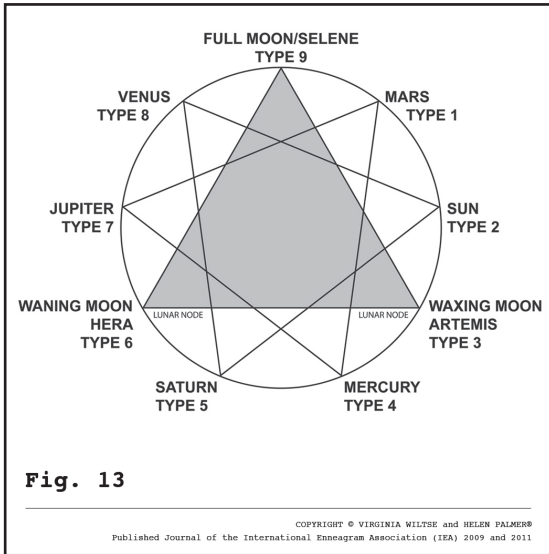 FULL MOON/SELENE
TYPE 9
VENUS
TYPE 8
MARS
TYPE 1
JUPITER
TYPE 7
SUN
TYPE 2
WANING MOON
HERA
TYPE 6
LUNAR NODE
LUNAR NODE
WAXING MOON
ARTEMIS
TYPE 3
SATURN
TYPE 5
MERCURY
TYPE 4
Fig. 13
COPYRIGHT © VIRGINIA WILTSE and HELEN PALMER®
Published Journal of the International Enneagram Association (IEA) 2009 and 2011